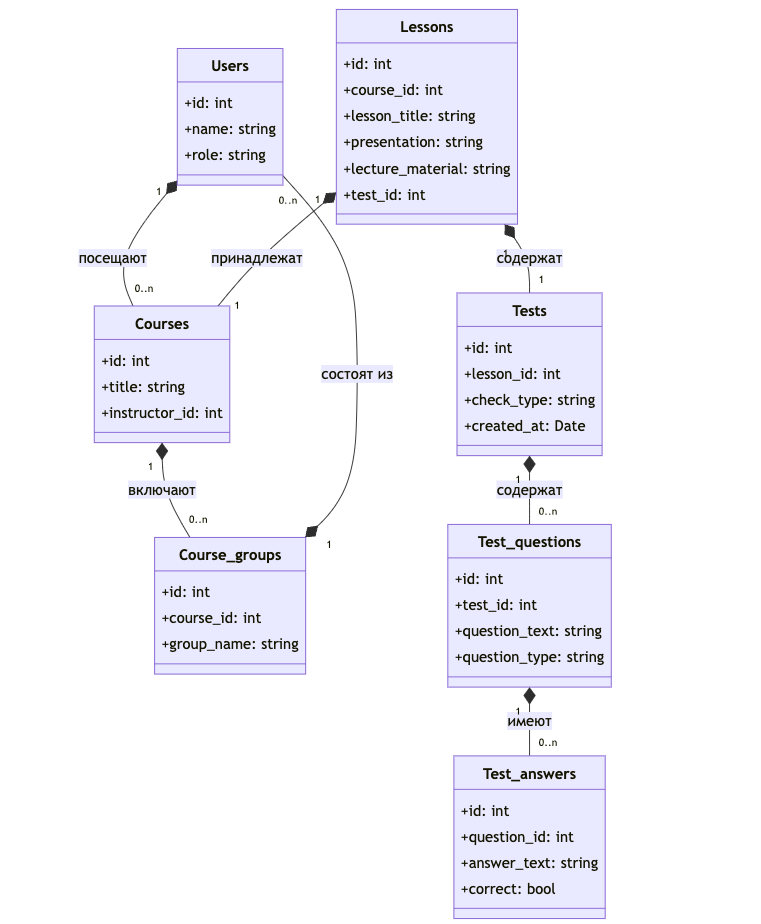 Lessons
+id: int
+course_id: int
+lesson_title: string
+presentation: string
+lecture_material: string
+test_id: int
Users
+id: int
+name: string
+role: string
1
0..n
1
посещают
принадлежат
0..n
1
1
содержат
1
Courses
+id: int
+title: string
+instructor_id: int
Tests
+id: int
+lesson_id: int
+check_type: string
+created_at: Date
состоят из
1
включают
0..n
1
содержат
0..n
Course_groups
+id: int
+course_id: int
+group_name: string
1
Test_questions
+id: int
+test_id: int
+question_text: string
+question_type: string
1
имеют
0..n
Test_answers
+id: int
+question_id: int
+answer_text: string
+correct: bool